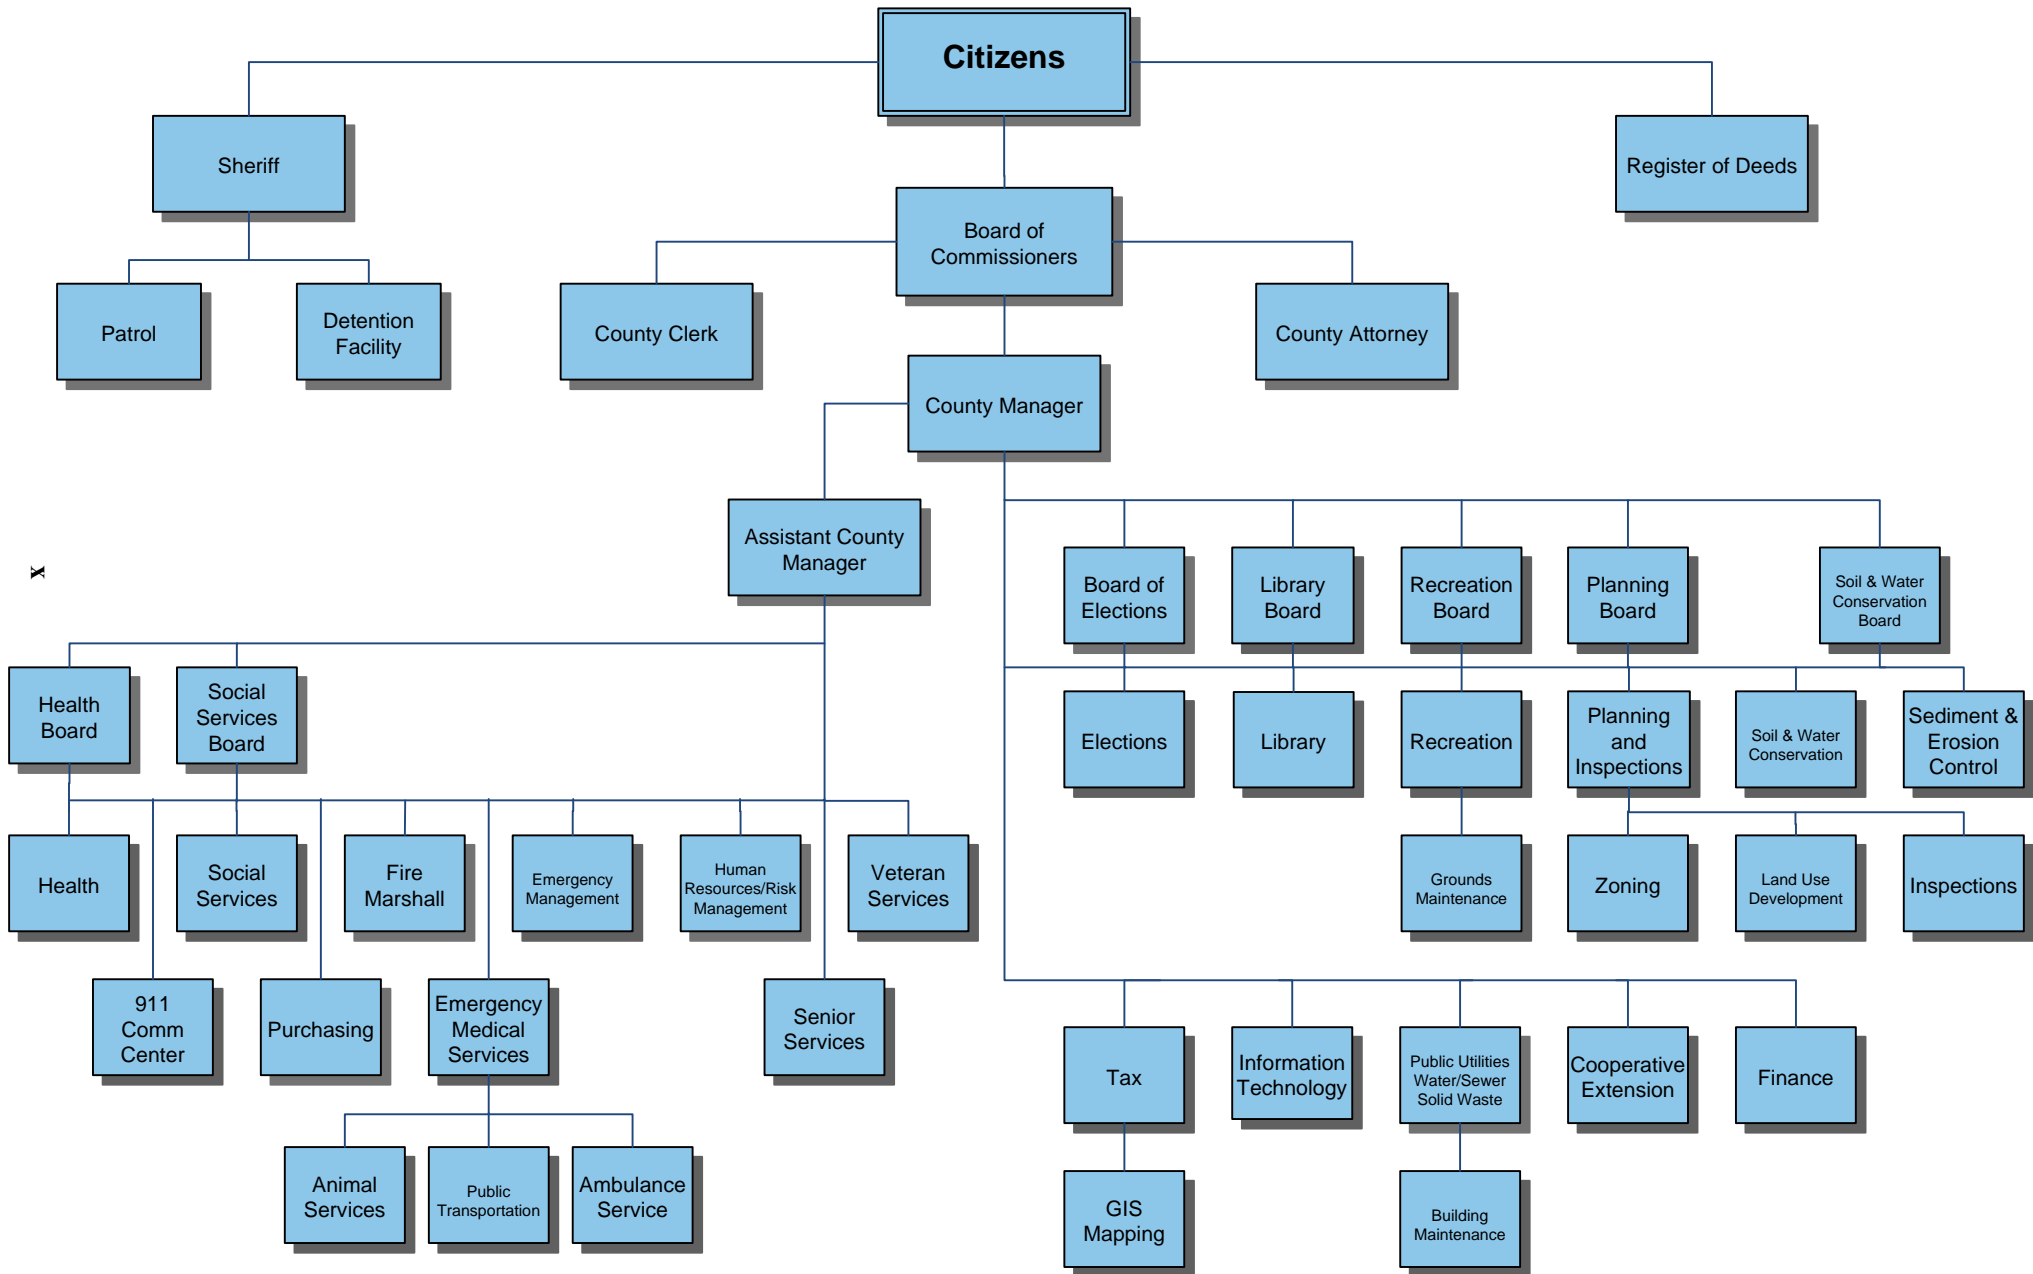 Citizens
Sheriff
Register of Deeds
Board of
Commissioners
Patrol
Detention
Facility
County Clerk
County Attorney
County Manager
Assistant County
Manager
x
Board of
Elections
Library
Board
Recreation
Board
Planning
Board
Soil & Water
Conservation
Board
Health
Board
Social
Services
Board
Elections
Library
Recreation
Planning
and
Inspections
Soil & Water
Conservation
Sediment &
Erosion
Control
Health
Social
Services
Fire
Marshall
Emergency
Management
Human
Resources/Risk
Management
Veteran
Services
Grounds
Maintenance
Zoning
Land Use
Development
Inspections
911
Comm
Center
Purchasing
Emergency
Medical
Services
Senior
Services
Tax
Information
Technology
Public Utilities
Water/Sewer
Solid Waste
Cooperative
Extension
Finance
Animal
Services
Public
Transportation
Ambulance
Service
GIS
Mapping
Building
Maintenance